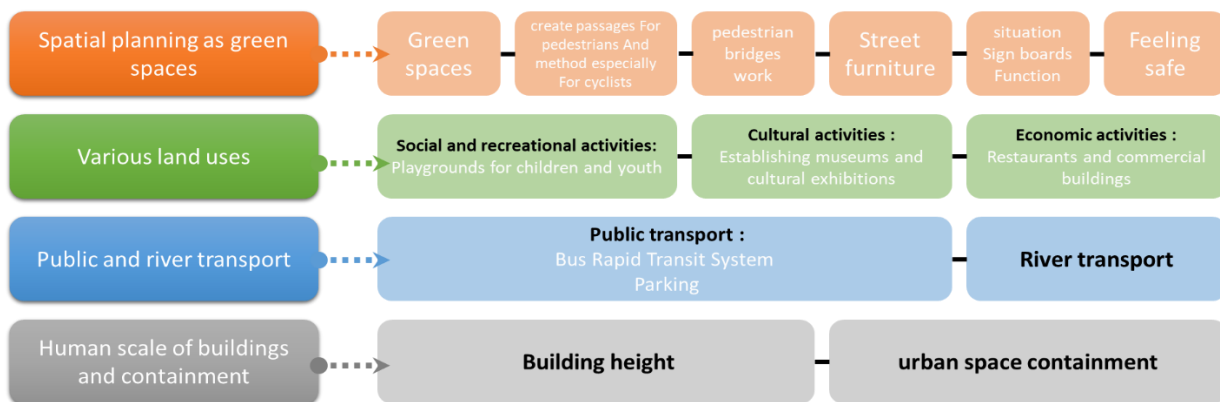 Spatial planning as green
spaces
Green
spaces
create passages For
pedestrians And
method especially
For cyclists
pedestrian
bridges
work
Street
furniture
situation
Sign boards
Function
Feeling
safe
Various land uses
Social and recreational activities:
Playgrounds for children and youth
Cultural activities :
Establishing museums and
cultural exhibitions
Economic activities :
Restaurants and commercial
buildings
Public and river transport
Public transport :
Bus Rapid Transit System
Parking
River transport
Human scale of buildings
and containment
Building height
urban space containment